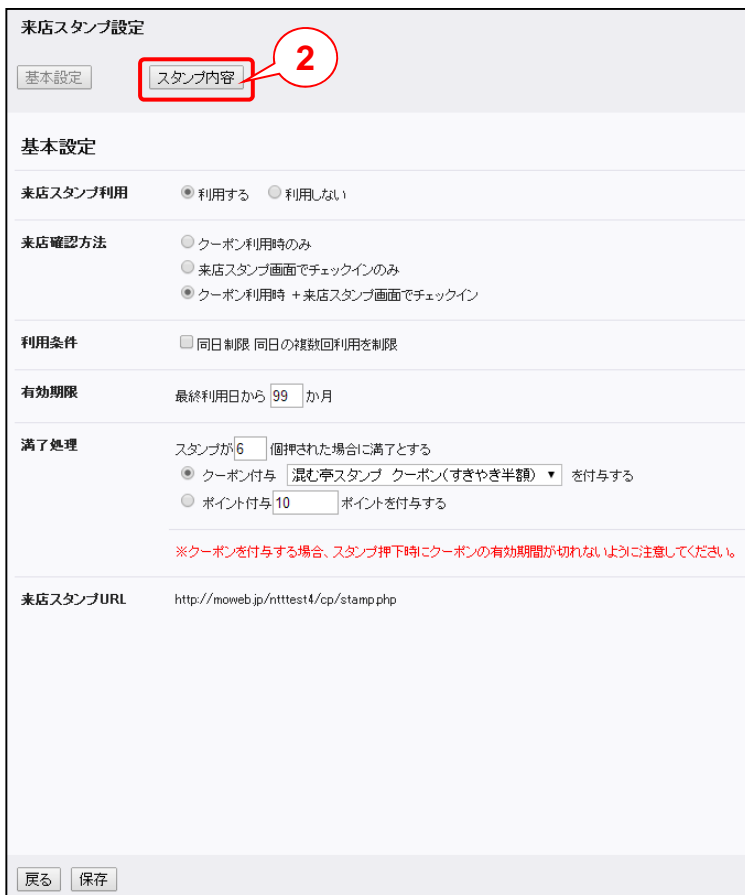 来店スタンプ設定
基本設定 スタンプ内容 2
基本設定
来店スタンプ利用 利用する 利用しない
来店確認方法 クーポン利用時のみ
来店スタンプ画面でチェックインのみ
クーポン利用時 +来店スタンプ画面でチェックイン
利用条件 同日制限 同日の複数回利用を制限
有効期限 最終利用日から 99 か月
満了処理 スタンプが 6 個押された場合に満了とする
クーポン付与 混む亭スタンプ クーポン(すきやき半額) ▼ を付与する
ポイント付与 10 ポイントを付与する
※クーポンを付与する場合、スタンプ押下時にクーポンの有効期間が切れないように注意してください。
来店スタンプURL http://moweb.jp/ntttest4/cp/stamp.php
戻る 保存